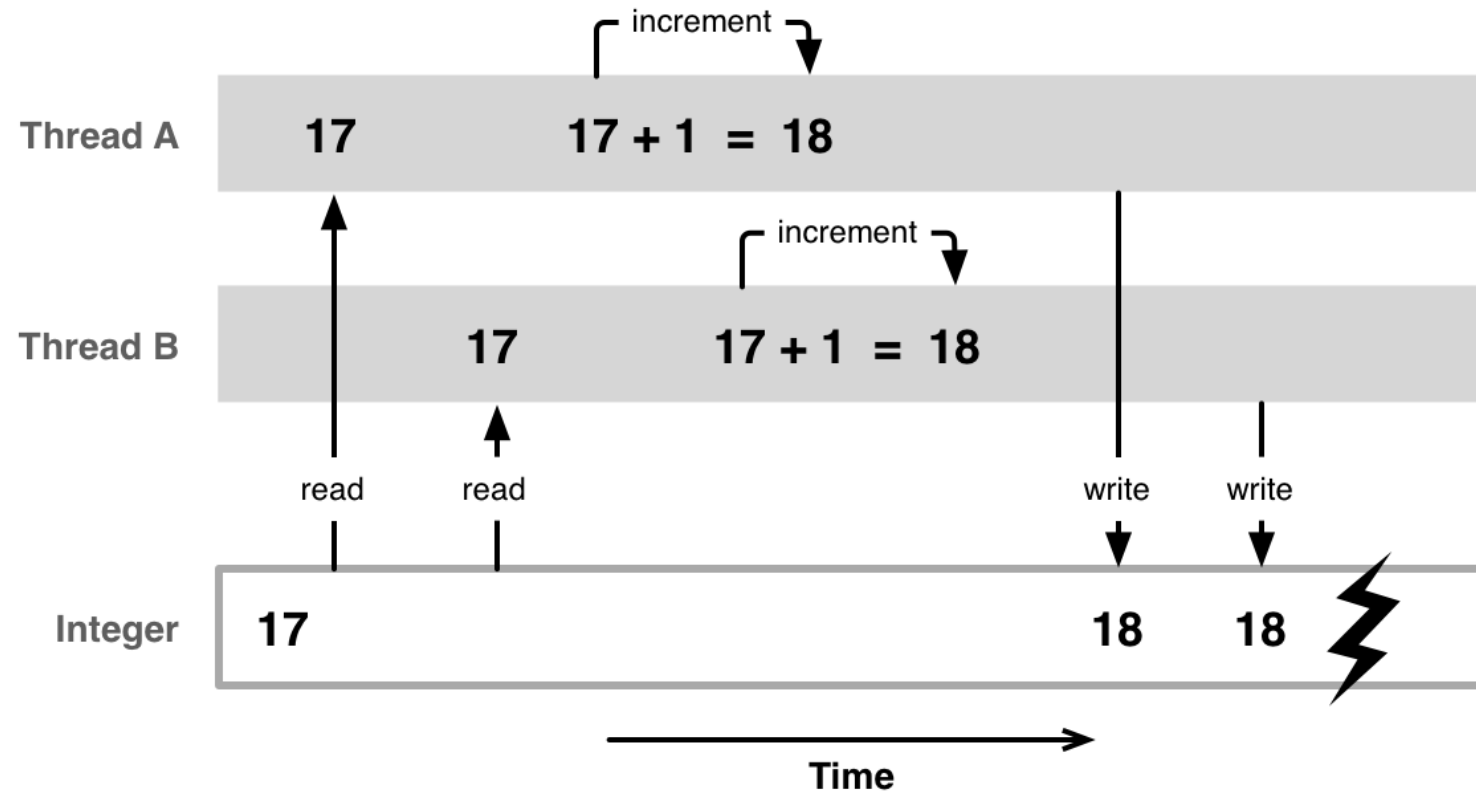 increment
Thread A 17 17 + 1 = 18
increment
Thread B 17 17 + 1 = 18
read read write write
Integer 17 18 18
Time